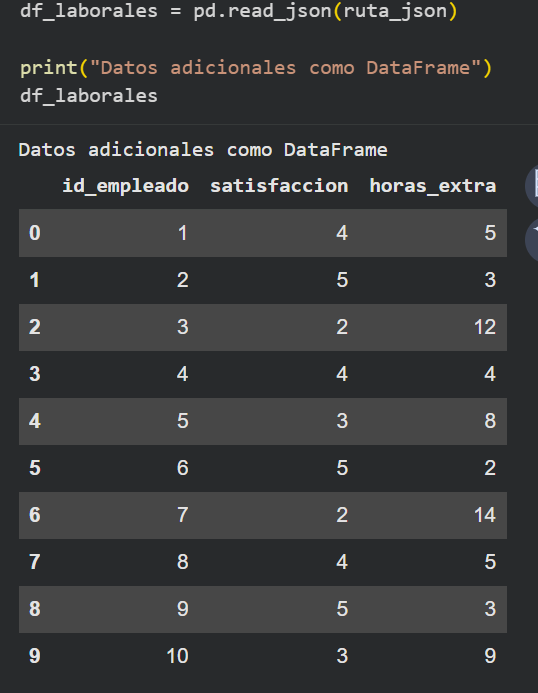 df_laborales = pd.read_json(ruta_json)
print("Datos adicionales como DataFrame")
df_laborales
Datos adicionales como DataFrame
id_empleado satisfaccion horas_extra
0 1 4 5
1 2 5 3
2 3 2 12
3 4 4 4
4 5 3 8
5 6 5 2
6 7 2 14
7 8 4 5
8 9 5 3
9 10 3 9